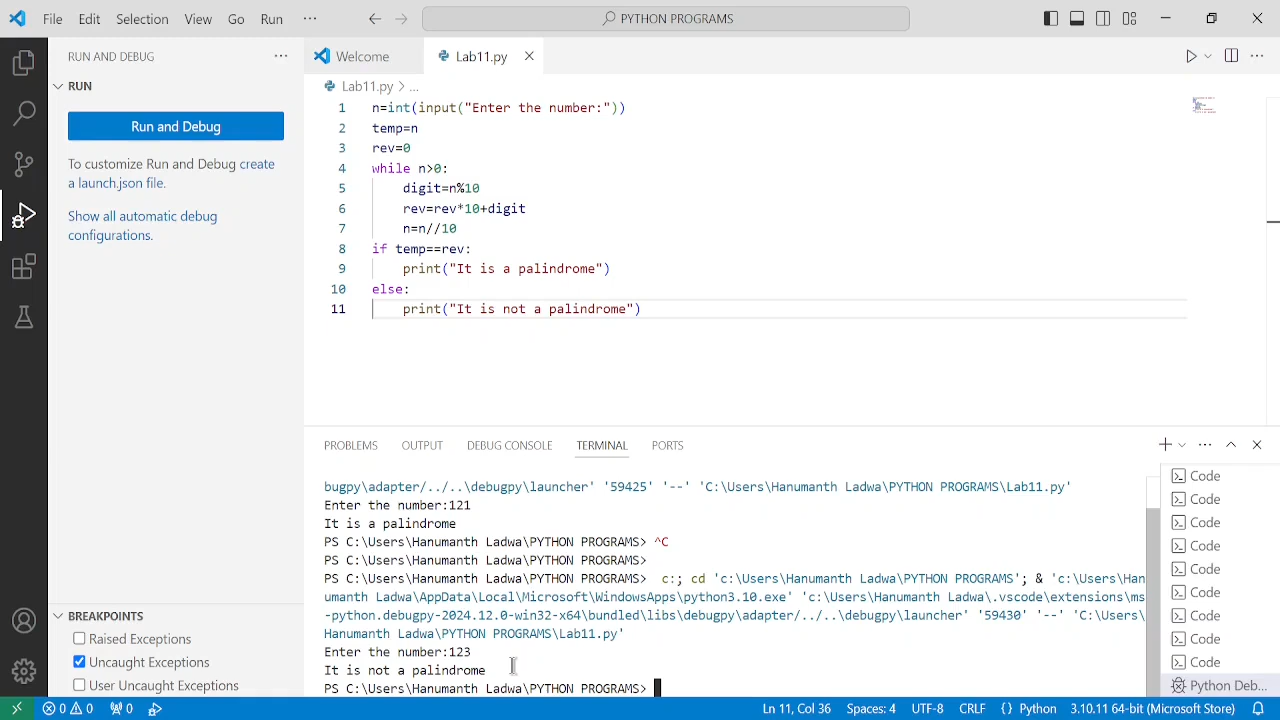 File Edit Selection View Go Run ··· PYTHON PROGRAMS
RUN AND DEBUG ···
RUN
Run and Debug
To customize Run and Debug create
a launch.json file.
Show all automatic debug
configurations.
BREAKPOINTS
Raised Exceptions
Uncaught Exceptions
User Uncaught Exceptions
Welcome Lab11.py
Lab11.py > ...
1 n=int(input("Enter the number:"))
2 temp=n
3 rev=0
4 while n>0:
5 digit=n%10
6 rev=rev*10+digit
7 n=n//10
8 if temp==rev:
9 print("It is a palindrome")
10 else:
11 print("It is not a palindrome")
PROBLEMS OUTPUT DEBUG CONSOLE TERMINAL PORTS
bugpy\adapter/../..\debugpy\launcher' '59425' '--' 'C:\Users\Hanumanth Ladwa\PYTHON PROGRAMS\Lab11.py'
Enter the number:121
It is a palindrome
PS C:\Users\Hanumanth Ladwa\PYTHON PROGRAMS> ^C
PS C:\Users\Hanumanth Ladwa\PYTHON PROGRAMS>
PS C:\Users\Hanumanth Ladwa\PYTHON PROGRAMS> c:; cd 'c:\Users\Hanumanth Ladwa\PYTHON PROGRAMS'; & 'c:\Users\Han
umanth Ladwa\AppData\Local\Microsoft\WindowsApps\python3.10.exe' 'c:\Users\Hanumanth Ladwa\.vscode\extensions\ms
-python.debugpy-2024.12.0-win32-x64\bundled\libs\debugpy\adapter/../..\debugpy\launcher' '59430' '--' 'C:\Users\
Hanumanth Ladwa\PYTHON PROGRAMS\Lab11.py'
Enter the number:123
It is not a palindrome
PS C:\Users\Hanumanth Ladwa\PYTHON PROGRAMS>
Code
Code
Code
Code
Code
Code
Code
Code
Code
Python Deb...
0 0 0 Ln 11, Col 36 Spaces: 4 UTF-8 CRLF {} Python 3.10.11 64-bit (Microsoft Store)